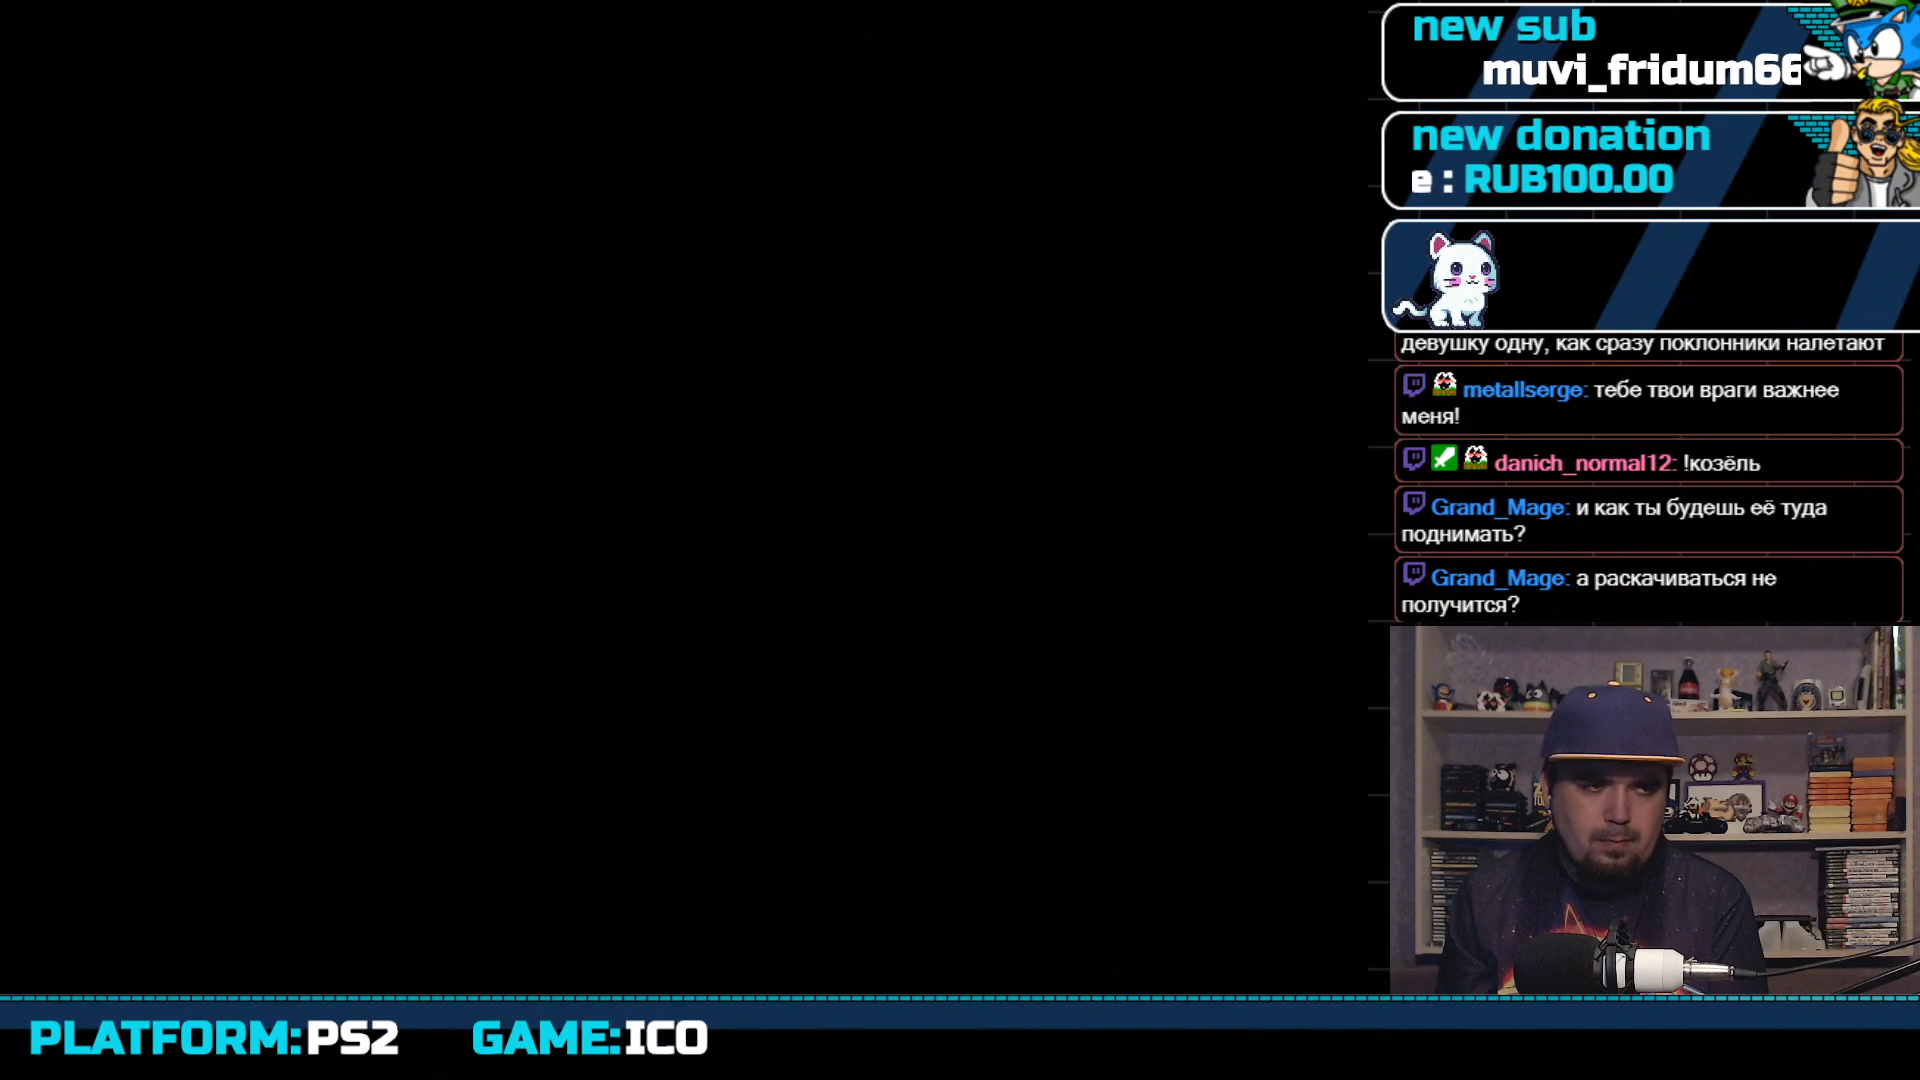 new sub
muvi_fridum66
new donation
е : RUB100.00
девушку одну, как сразу поклонники налетают
metallserge: тебе твои враги важнее
меня!
danich_normal12: !козёль
Grand_Mage: и как ты будешь её туда
поднимать?
Grand_Mage: а раскачиваться не
получится?
PLATFORM:PS2 GAME:ICO